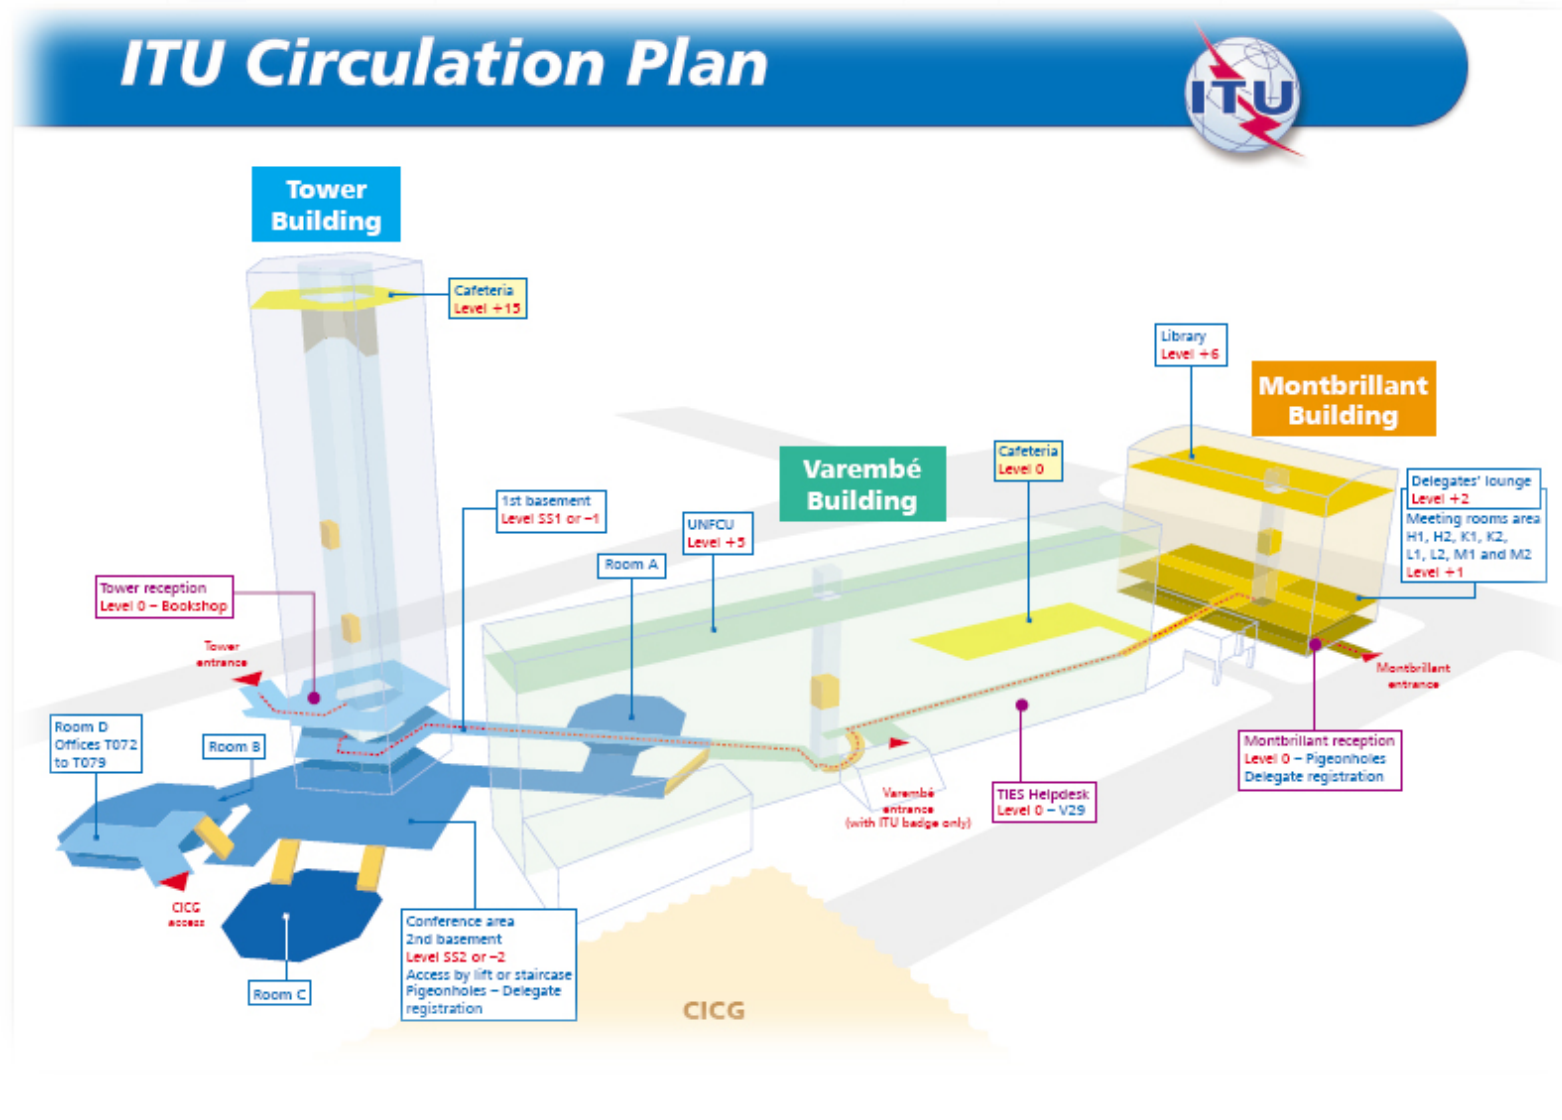 ITU Circulation Plan
ITU
Tower
Building
Cafeteria
Level +15
Library
Level +6
Montbrillant
Building
Varembé
Building
Cafeteria
Level 0
Delegates' lounge
Level +2
Meeting rooms area
H1, H2, K1, K2,
L1, L2, M1 and M2
Level +1
1st basement
Level SS1 or –1
UNFCU
Level +5
Room A
Tower reception
Level 0 – Bookshop
Tower
entrance
Montbrillant
entrance
Room D
Offices T072
to T079
Room B
Montbrillant reception
Level 0 – Pigeonholes
Delegate registration
Varembé
entrance
(with ITU badge only)
TIES Helpdesk
Level 0 – V29
CICG
access
Conference area
2nd basement
Level SS2 or –2
Access by lift or staircase
Pigeonholes – Delegate
registration
Room C
CICG